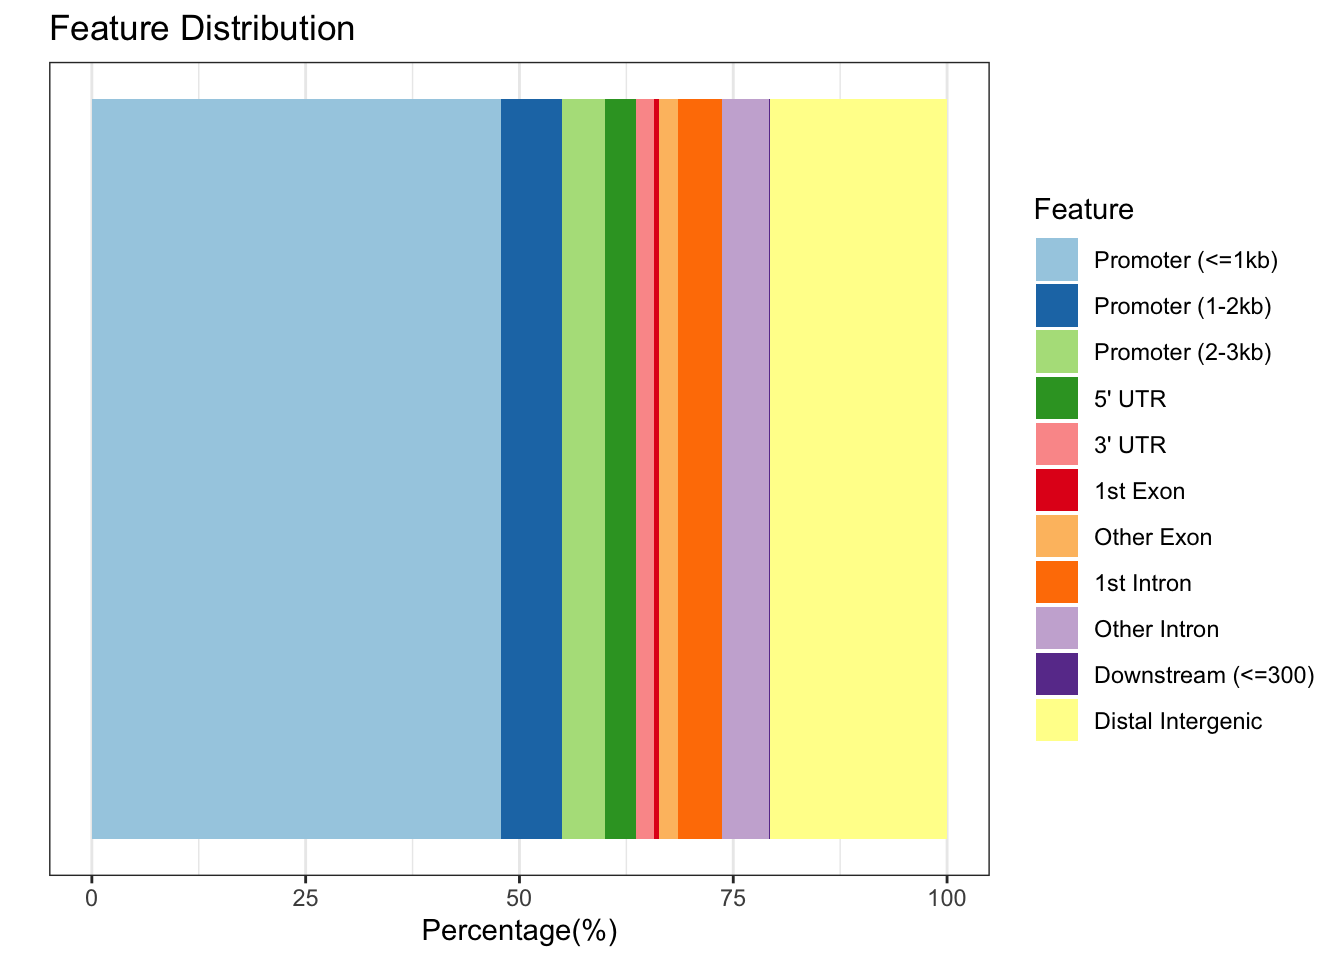 Feature Distribution
Feature
Promoter (<=1kb)
Promoter (1-2kb)
Promoter (2-3kb)
5' UTR
3' UTR
1st Exon
Other Exon
1st Intron
Other Intron
Downstream (<=300)
Distal Intergenic
0 25 50 75 100
Percentage(%)